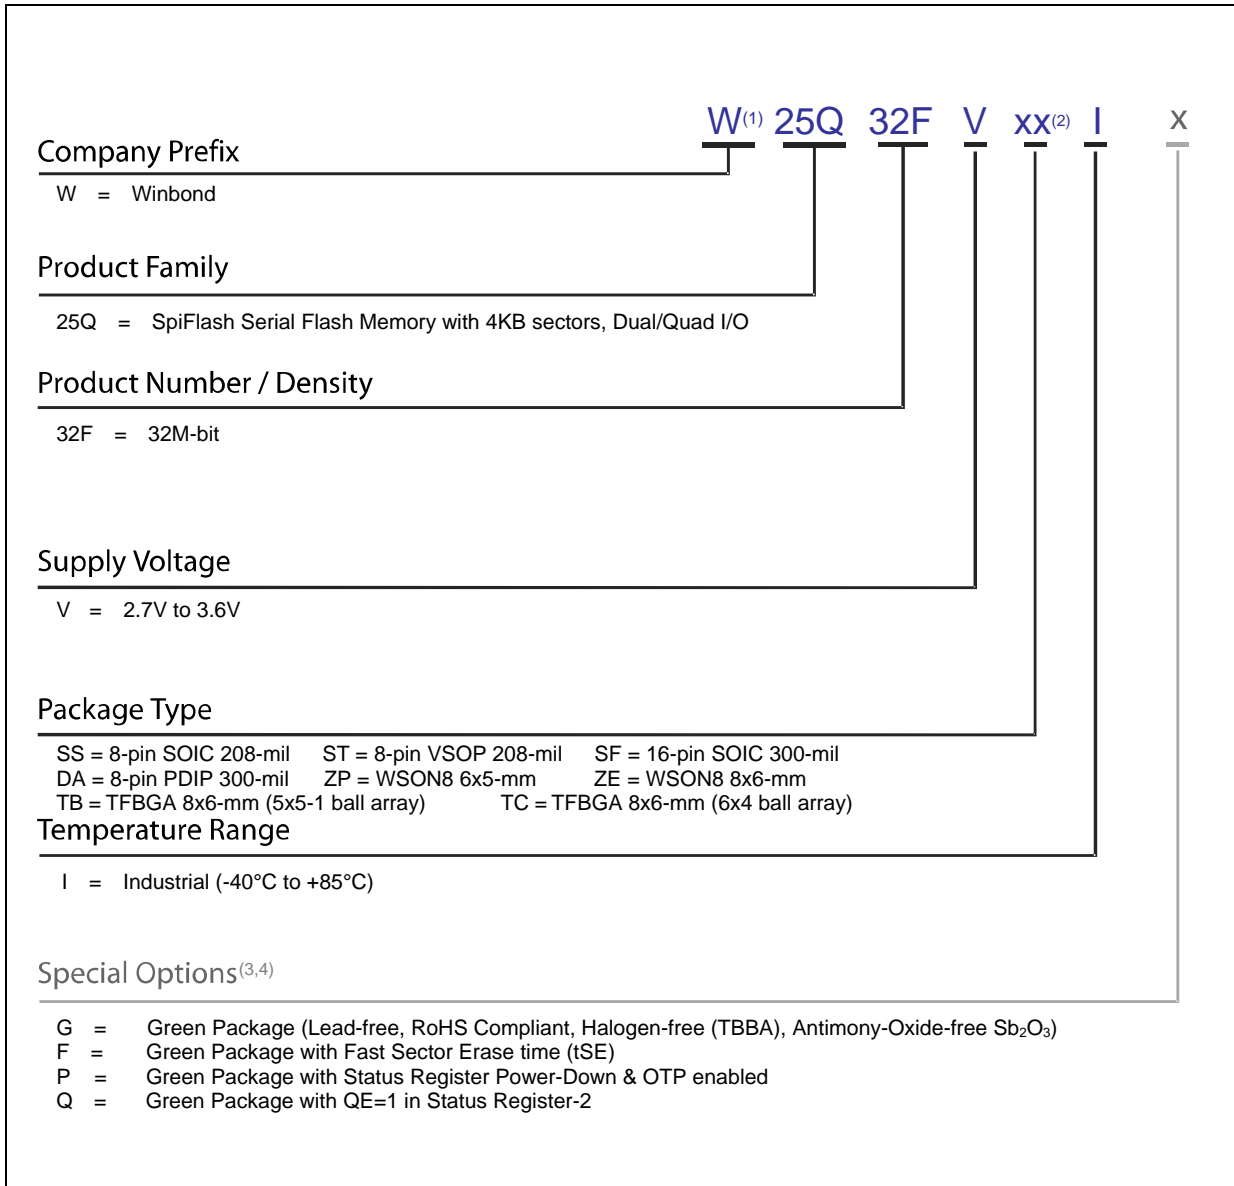 W(1) 25Q 32F V xx(2) I x
Company Prefix
W = Winbond
Product Family
25Q = SpiFlash Serial Flash Memory with 4KB sectors, Dual/Quad I/O
Product Number / Density
32F = 32M-bit
Supply Voltage
V = 2.7V to 3.6V
Package Type
SS = 8-pin SOIC 208-mil ST = 8-pin VSOP 208-mil SF = 16-pin SOIC 300-mil
DA = 8-pin PDIP 300-mil ZP = WSON8 6x5-mm ZE = WSON8 8x6-mm
TB = TFBGA 8x6-mm (5x5-1 ball array) TC = TFBGA 8x6-mm (6x4 ball array)
Temperature Range
I = Industrial (-40°C to +85°C)
Special Options(3,4)
G = Green Package (Lead-free, RoHS Compliant, Halogen-free (TBBA), Antimony-Oxide-free Sb₂O₃)
F = Green Package with Fast Sector Erase time (tSE)
P = Green Package with Status Register Power-Down & OTP enabled
Q = Green Package with QE=1 in Status Register-2